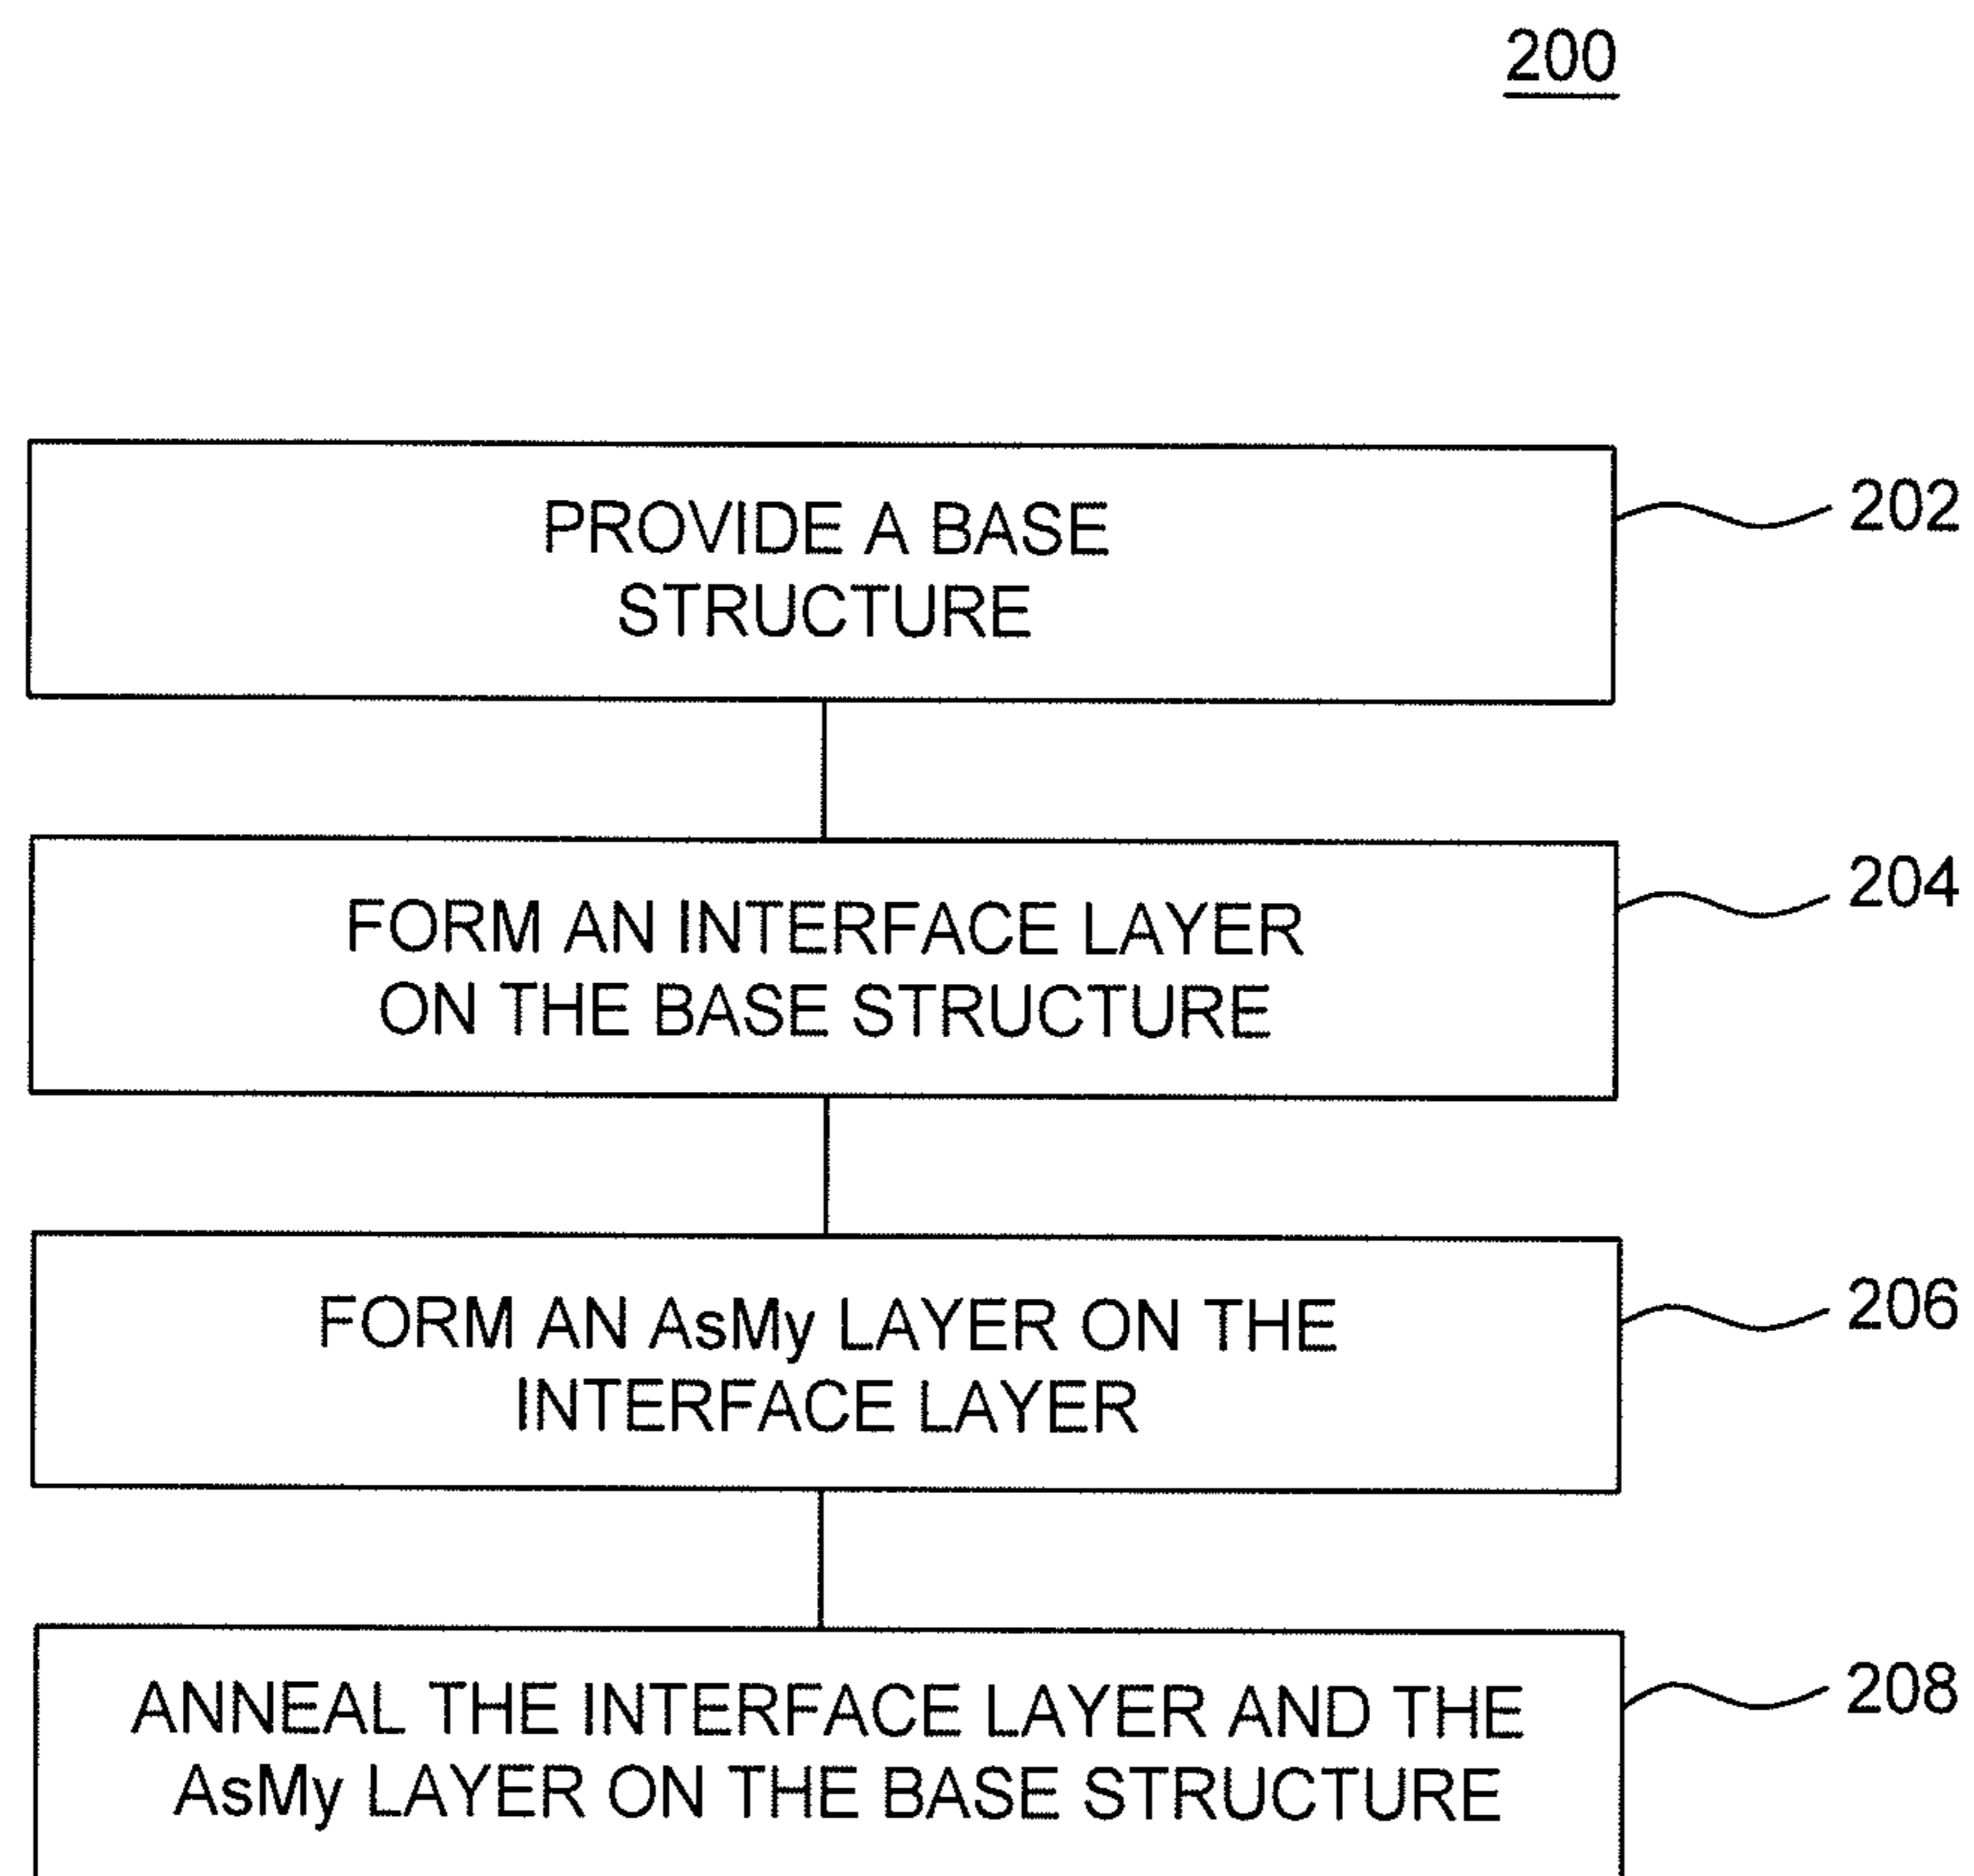 200
PROVIDE A BASE
STRUCTURE
202
FORM AN INTERFACE LAYER
ON THE BASE STRUCTURE
204
FORM AN AsMy LAYER ON THE
INTERFACE LAYER
206
ANNEAL THE INTERFACE LAYER AND THE
AsMy LAYER ON THE BASE STRUCTURE
208